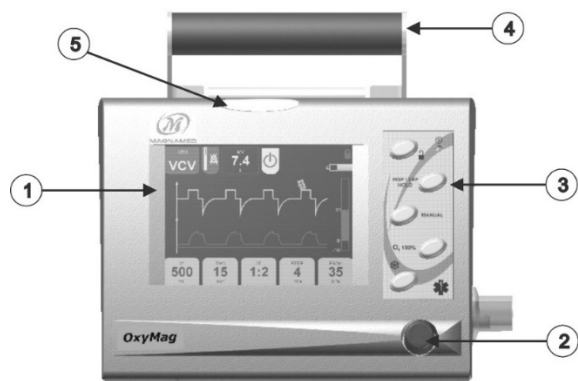 4
5
MAGNAMED
VCV
7.4
1
3
INSP / EXP
HOLD
MANUAL
O₂ 100%
500
15
1:2
4
35
OxyMag
2